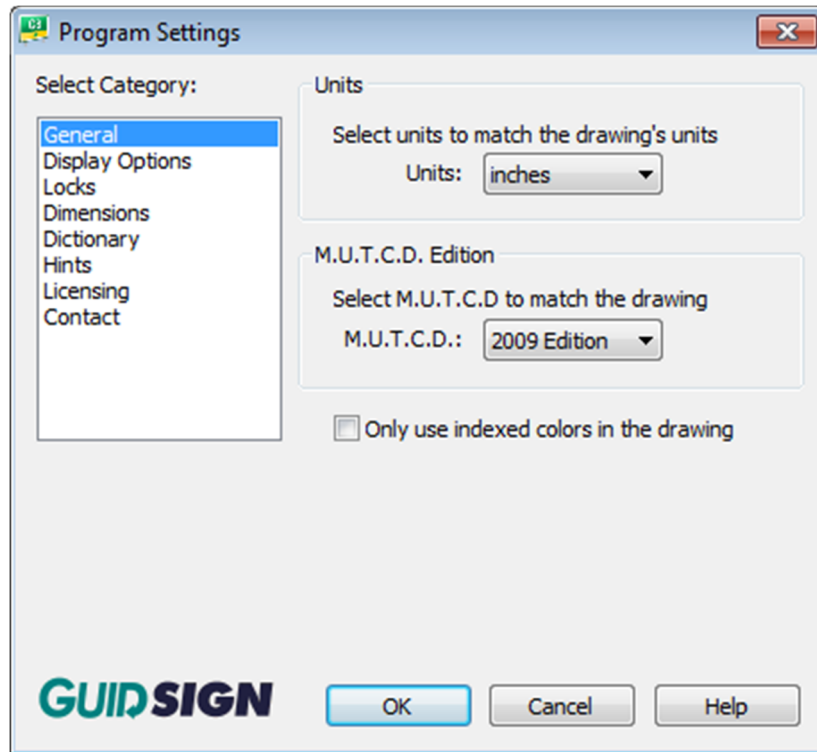 Program Settings
Select Category:
General
Display Options
Locks
Dimensions
Dictionary
Hints
Licensing
Contact
Units
Select units to match the drawing's units
Units: inches
M.U.T.C.D. Edition
Select M.U.T.C.D to match the drawing
M.U.T.C.D.: 2009 Edition
Only use indexed colors in the drawing
GUIDSIGN
OK
Cancel
Help